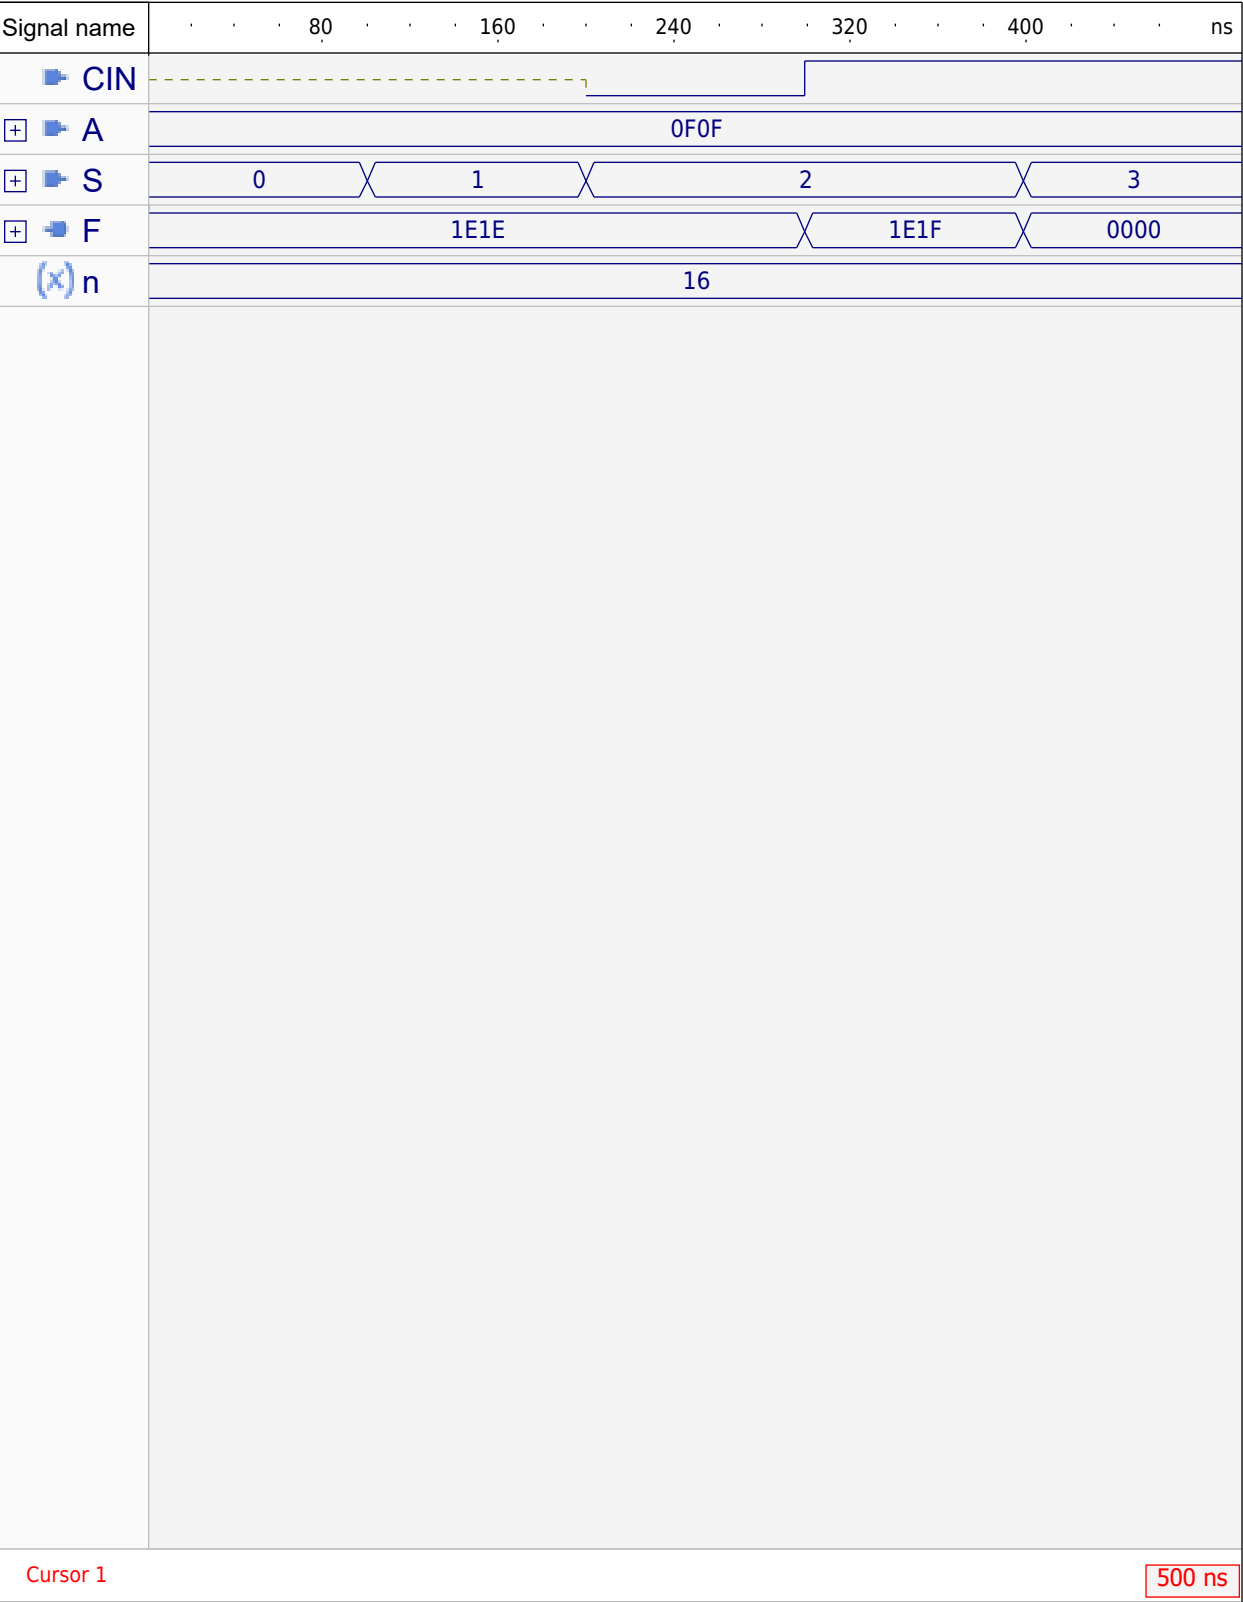 Signal name 80 160 240 320 400 ns
CIN
A 0F0F
S 0 1 2 3
F 1E1E 1E1F 0000
(x) n 16
Cursor 1 500 ns